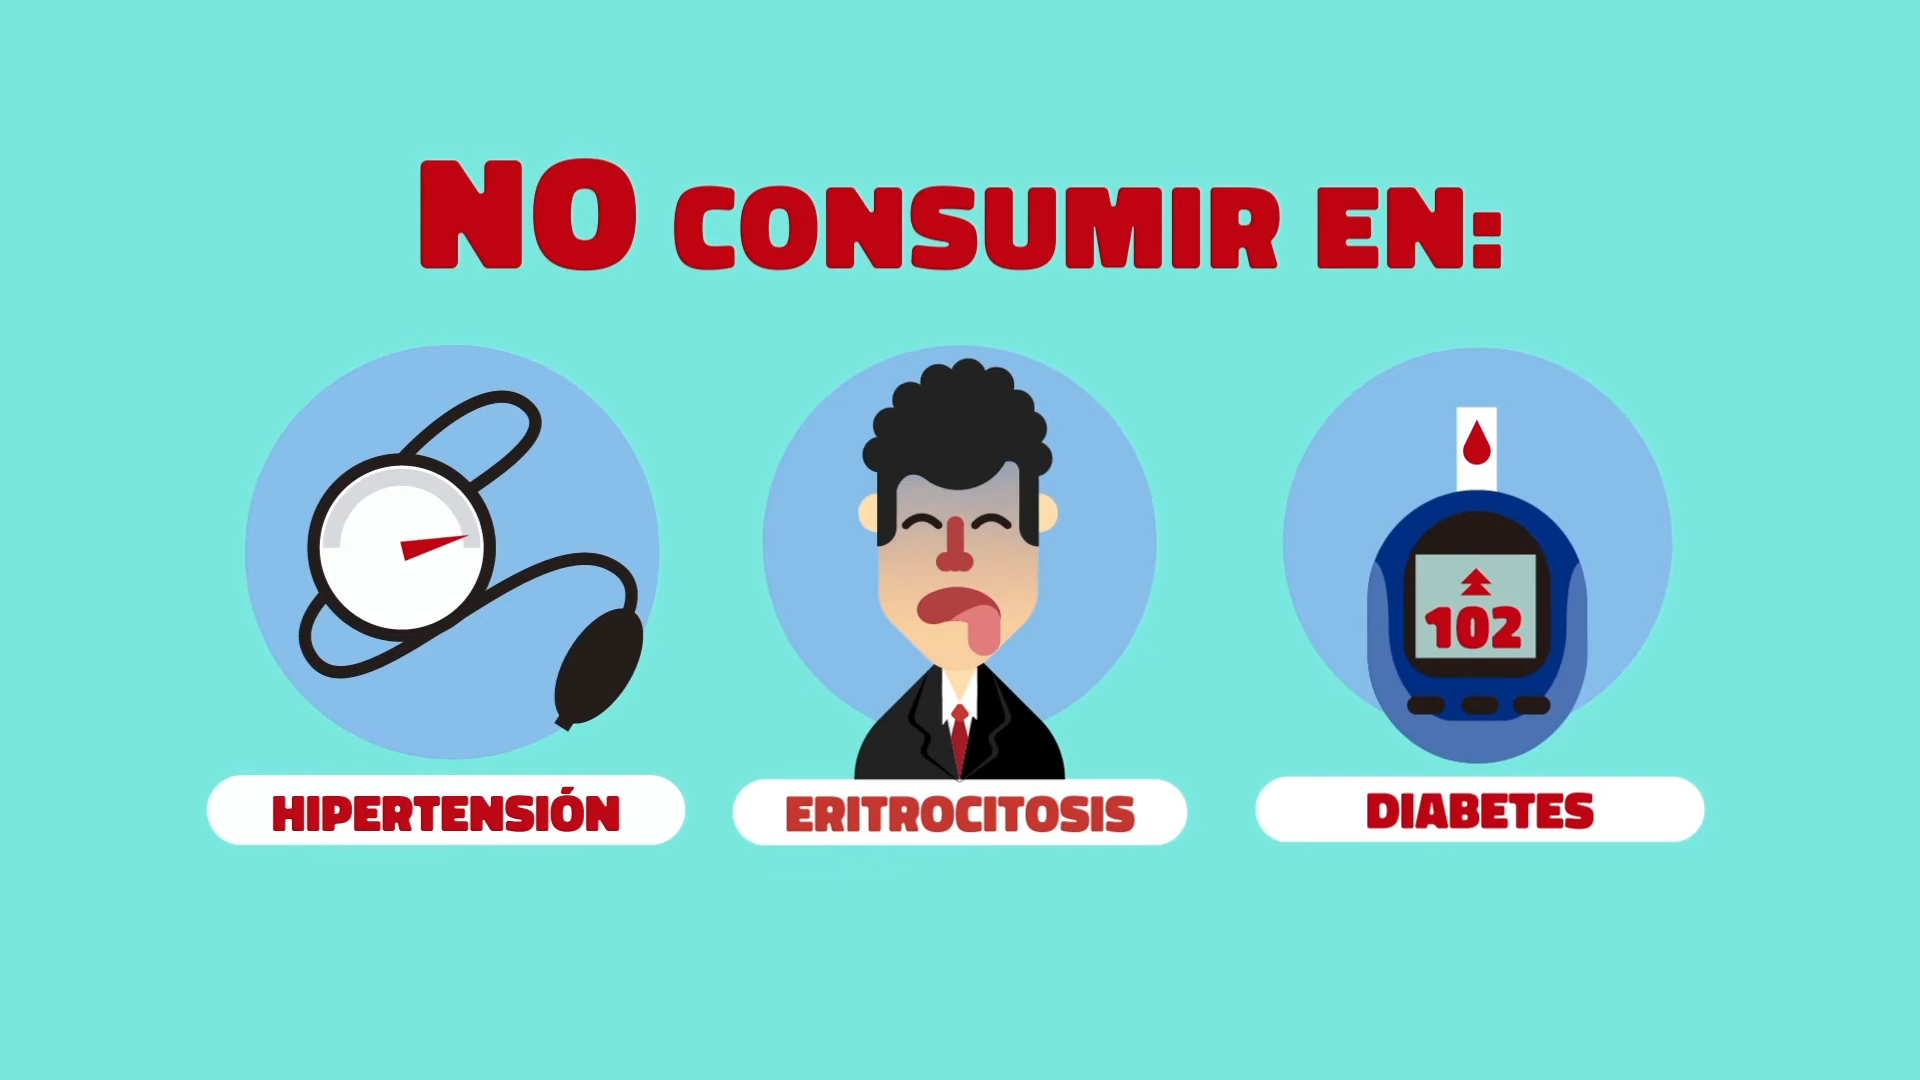 NO CONSUMIR EN:
102
HIPERTENSIÓN
ERITROCITOSIS
DIABETES